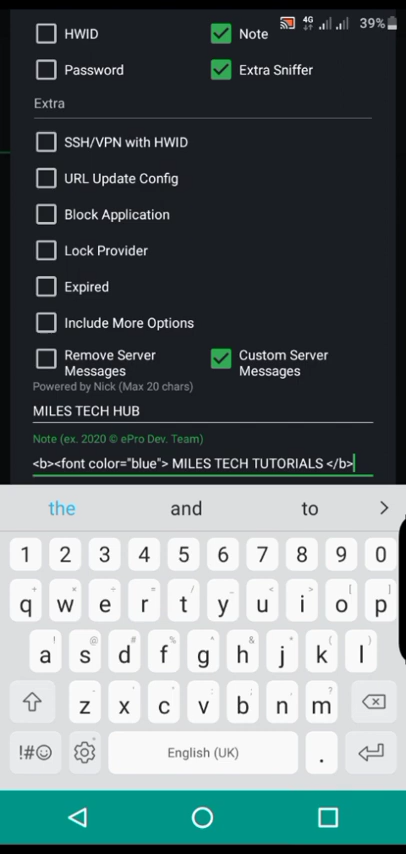 4G 39%
HWID Note
Password Extra Sniffer
Extra
SSH/VPN with HWID
URL Update Config
Block Application
Lock Provider
Expired
Include More Options
Remove Server Messages Custom Server Messages
Powered by Nick (Max 20 chars)
MILES TECH HUB
Note (ex. 2020 © ePro Dev. Team)
<b><font color="blue"> MILES TECH TUTORIALS </b>
the and to >
1 2 3 4 5 6 7 8 9 0
q w e r t y u i o p
a s d f g h j k l
z x c v b n m
!#☺ English (UK) .